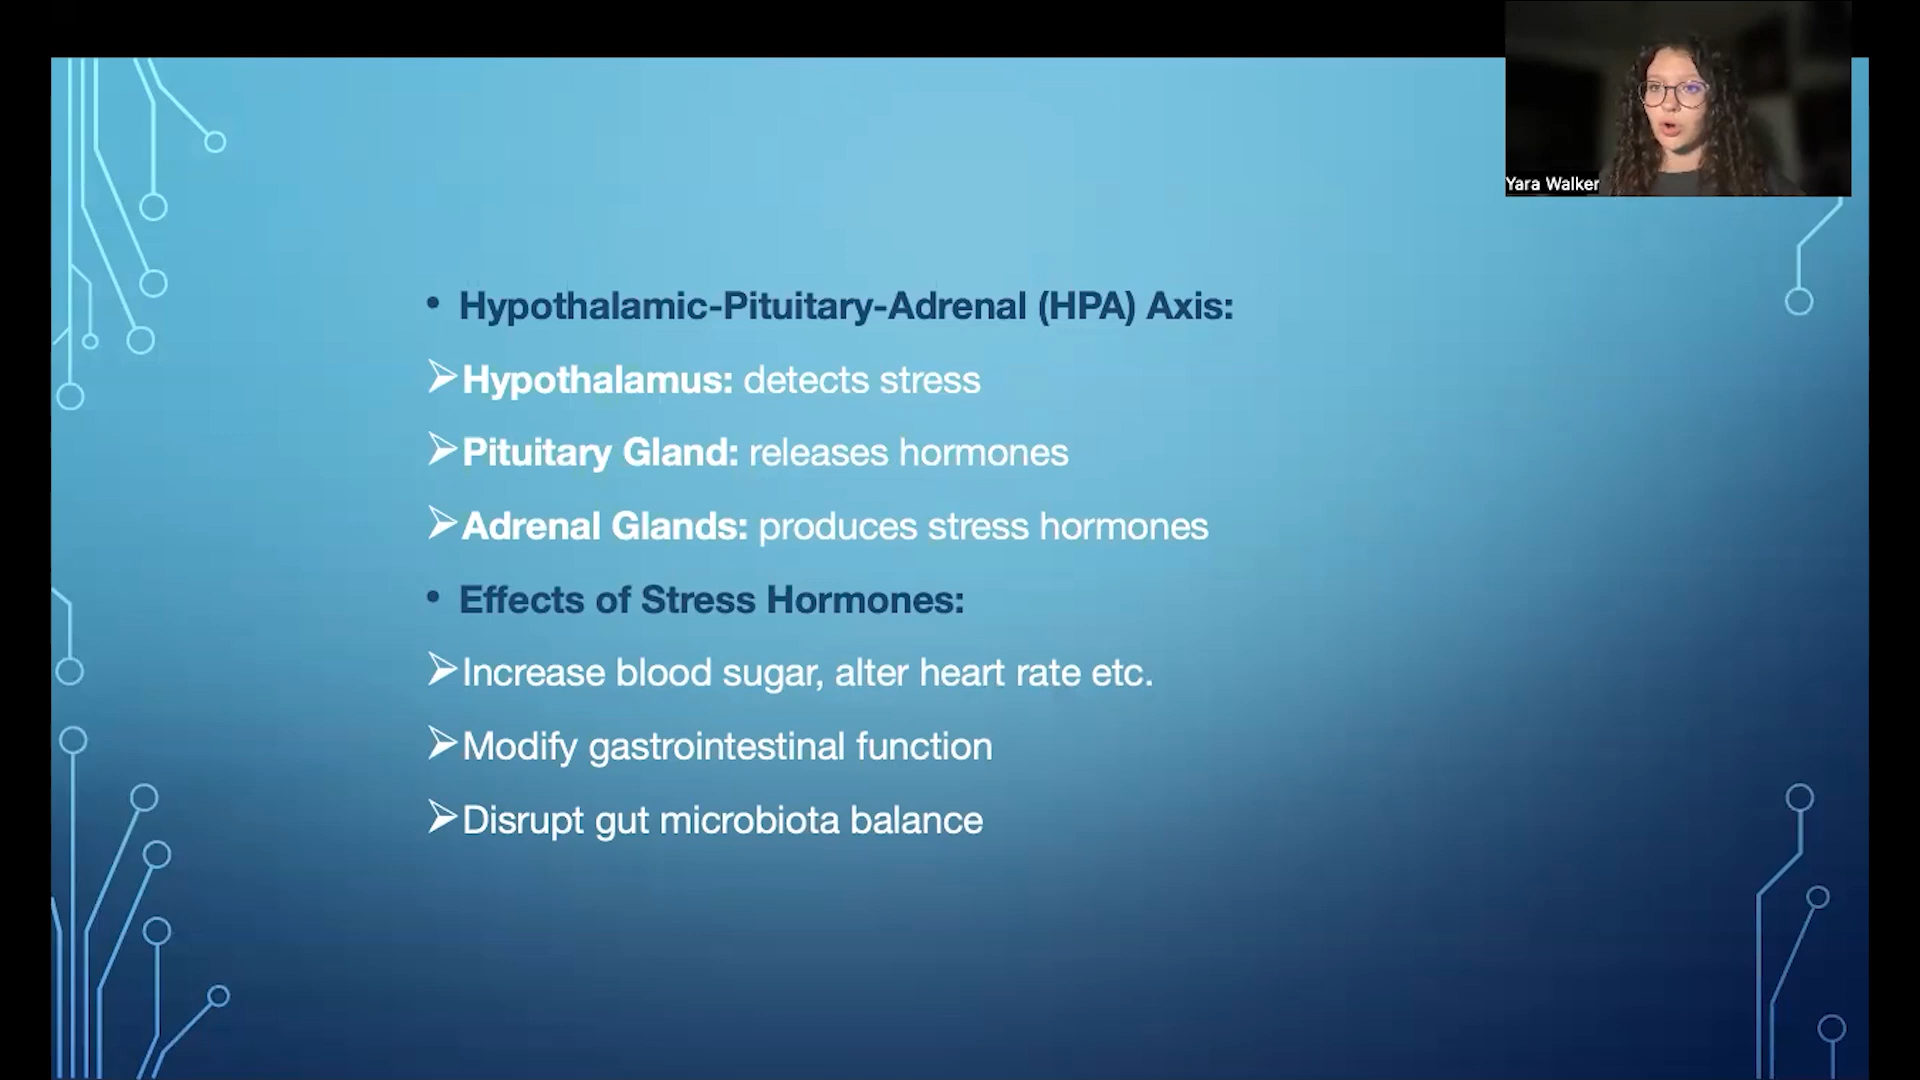 Yara Walker
• Hypothalamic-Pituitary-Adrenal (HPA) Axis:
➢Hypothalamus: detects stress
➢Pituitary Gland: releases hormones
➢Adrenal Glands: produces stress hormones
• Effects of Stress Hormones:
➢Increase blood sugar, alter heart rate etc.
➢Modify gastrointestinal function
➢Disrupt gut microbiota balance